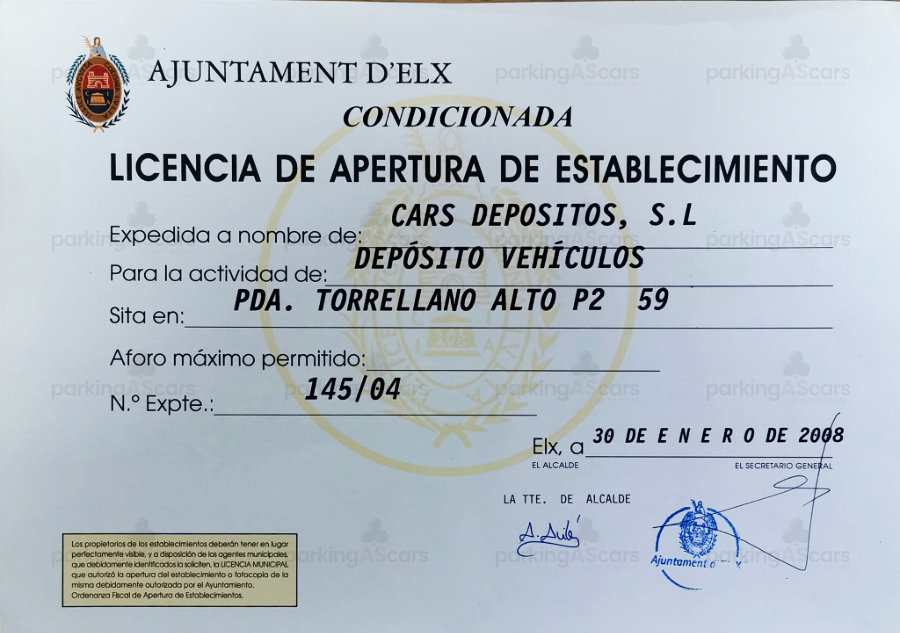 AJUNTAMENT D'ELX
CONDICIONADA
LICENCIA DE APERTURA DE ESTABLECIMIENTO
Expedida a nombre de: CARS DEPOSITOS, S.L
Para la actividad de: DEPÓSITO VEHÍCULOS
Sita en: PDA. TORRELLANO ALTO P2 59
Aforo máximo permitido:
N.º Expte.: 145/04
Elx, a 30 DE E N E R O DE 2008
EL ALCALDE EL SECRETARIO GENERAL
LA TTE. DE ALCALDE
Ajuntament d
Los propietarios de los establecimientos deberán tener en lugar
perfectamente visible, y a disposición de los agentes municipales,
que debidamente identificados la soliciten, la LICENCIA MUNICIPAL
que autorizó la apertura del establecimiento o fotocopia de la
misma debidamente autorizada por el Ayuntamiento.
Ordenanza Fiscal de Apertura de Establecimientos.
parkingAScars